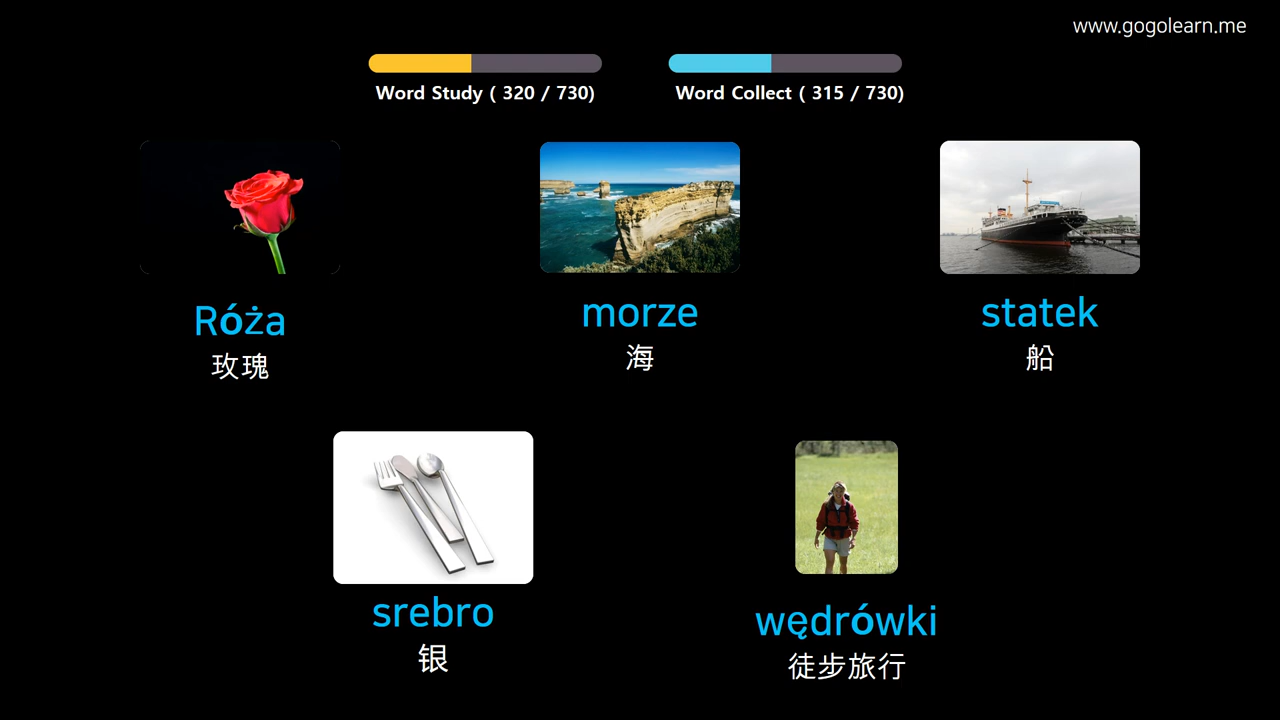 www.gogolearn.me
Word Study ( 320 / 730)
Word Collect ( 315 / 730)
Róża
玫瑰
morze
海
statek
船
srebro
银
wędrówki
徒步旅行